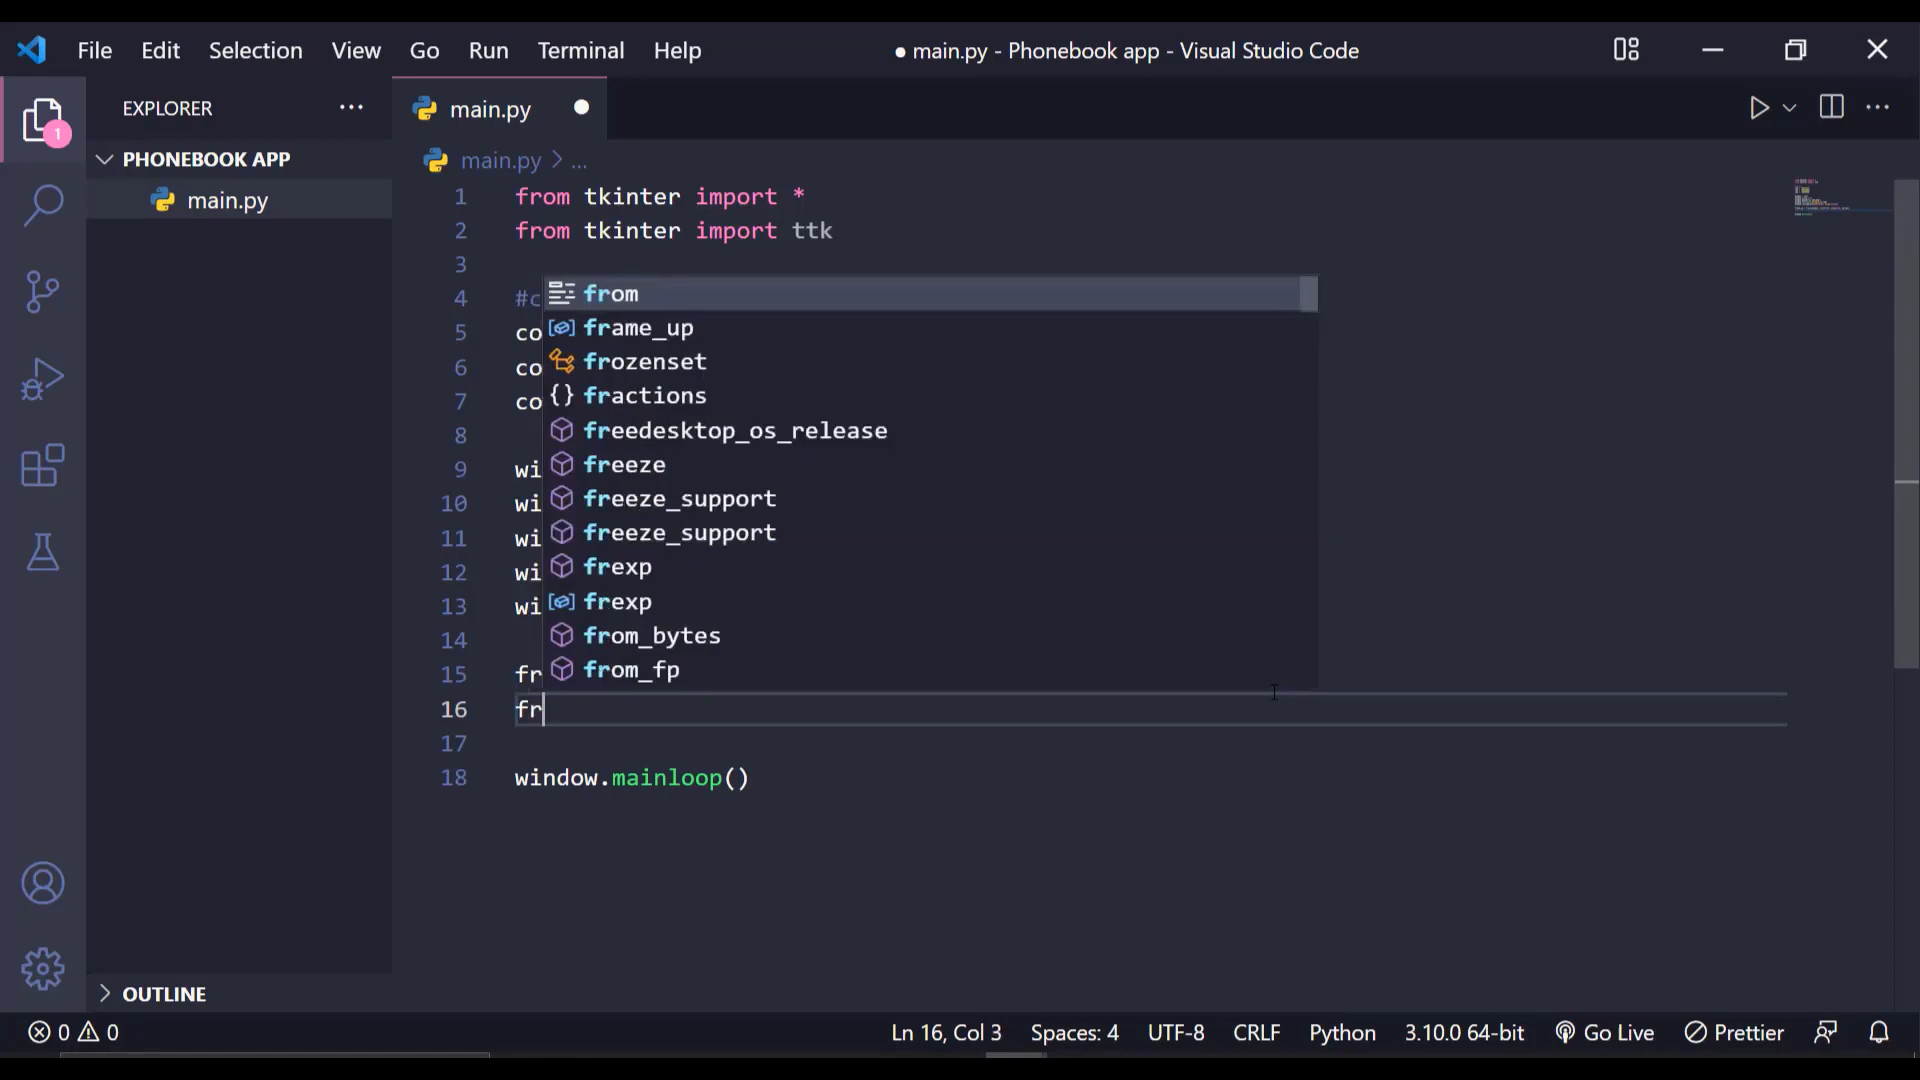 File Edit Selection View Go Run Terminal Help
● main.py - Phonebook app - Visual Studio Code
EXPLORER ···
main.py
1
PHONEBOOK APP
main.py
main.py > ...
1 from tkinter import *
2 from tkinter import ttk
3
4 #c
5 co
6 co
7 co
8
9 wi
10 wi
11 wi
12 wi
13 wi
14
15 fr
16 fr
17
18 window.mainloop()
from
frame_up
frozenset
fractions
freedesktop_os_release
freeze
freeze_support
freeze_support
frexp
frexp
from_bytes
from_fp
OUTLINE
0 0 Ln 16, Col 3 Spaces: 4 UTF-8 CRLF Python 3.10.0 64-bit Go Live Prettier